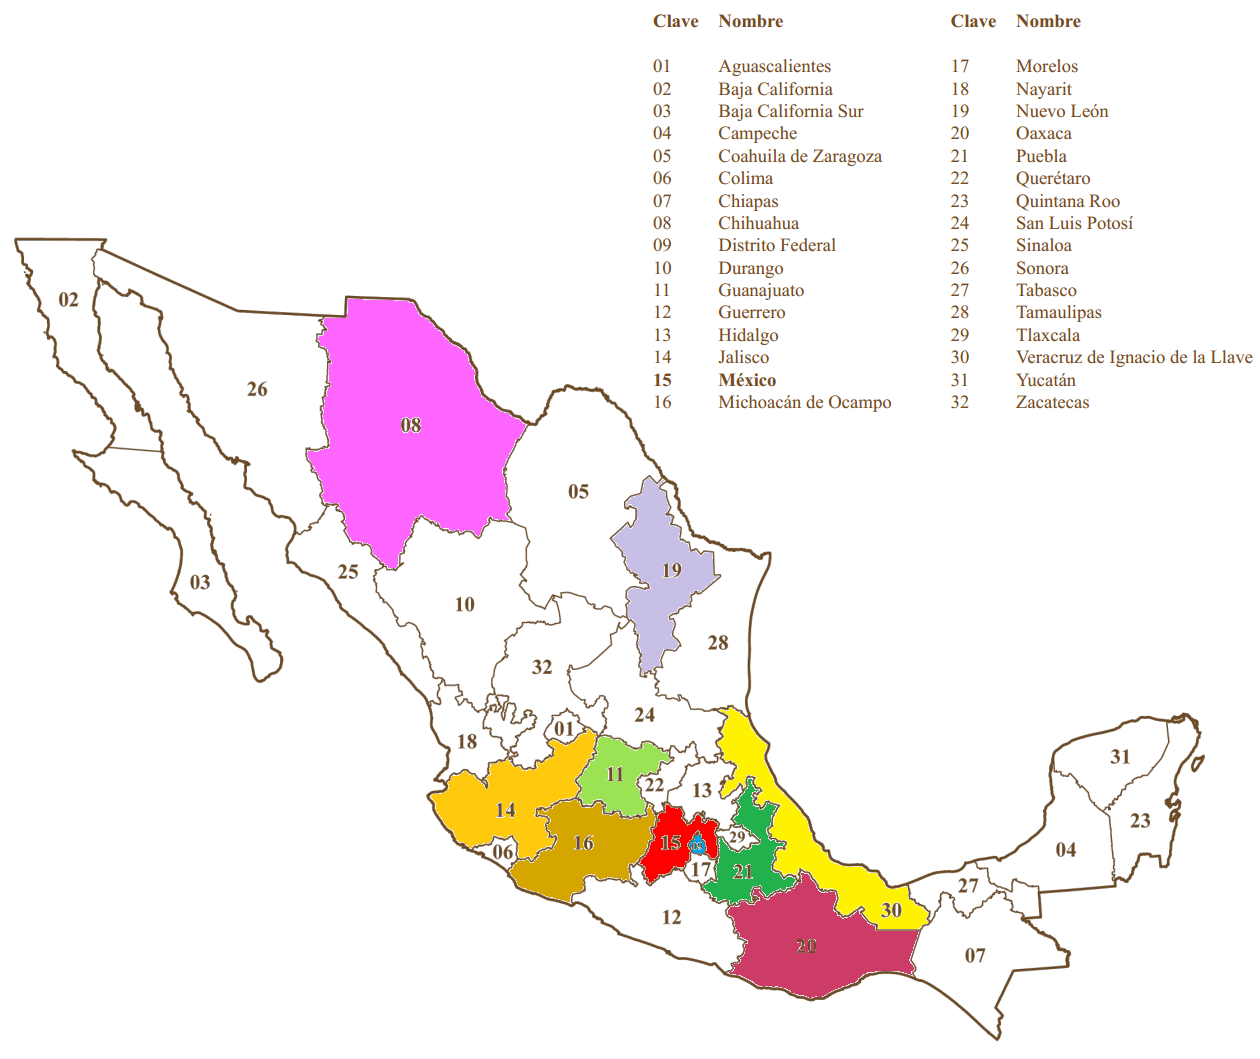 Clave Nombre Clave Nombre
01 Aguascalientes 17 Morelos
02 Baja California 18 Nayarit
03 Baja California Sur 19 Nuevo León
04 Campeche 20 Oaxaca
05 Coahuila de Zaragoza 21 Puebla
06 Colima 22 Querétaro
07 Chiapas 23 Quintana Roo
08 Chihuahua 24 San Luis Potosí
09 Distrito Federal 25 Sinaloa
10 Durango 26 Sonora
11 Guanajuato 27 Tabasco
12 Guerrero 28 Tamaulipas
13 Hidalgo 29 Tlaxcala
14 Jalisco 30 Veracruz de Ignacio de la Llave
15 México 31 Yucatán
16 Michoacán de Ocampo 32 Zacatecas
02
26
08
05
03
25
19
10
28
32
24
01
18
31
11
22
13
14
23
29
15
16
06
04
17
21
27
30
12
20
07